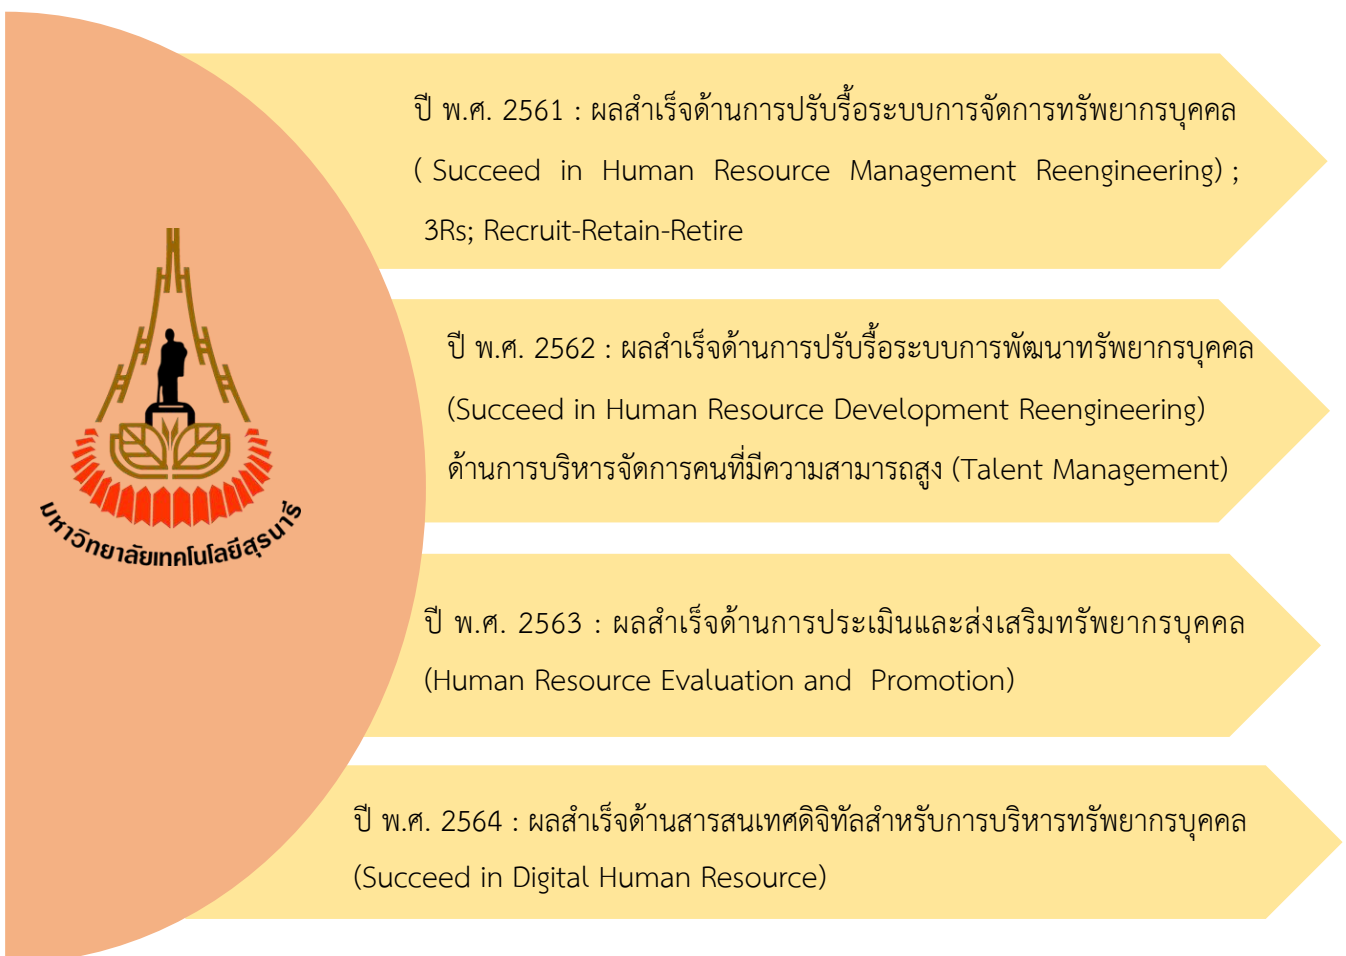 ปี พ.ศ. 2561 : ผลสำเร็จด้านการปรับรื้อระบบการจัดการทรัพยากรบุคคล
( Succeed in Human Resource Management Reengineering) ;
3Rs; Recruit-Retain-Retire
ปี พ.ศ. 2562 : ผลสำเร็จด้านการปรับรื้อระบบการพัฒนาทรัพยากรบุคคล
(Succeed in Human Resource Development Reengineering)
ด้านการบริหารจัดการคนที่มีความสามารถสูง (Talent Management)
มหาวิทยาลัยเทคโนโลยีสุรนารี
ปี พ.ศ. 2563 : ผลสำเร็จด้านการประเมินและส่งเสริมทรัพยากรบุคคล
(Human Resource Evaluation and Promotion)
ปี พ.ศ. 2564 : ผลสำเร็จด้านสารสนเทศดิจิทัลสำหรับการบริหารทรัพยากรบุคคล
(Succeed in Digital Human Resource)